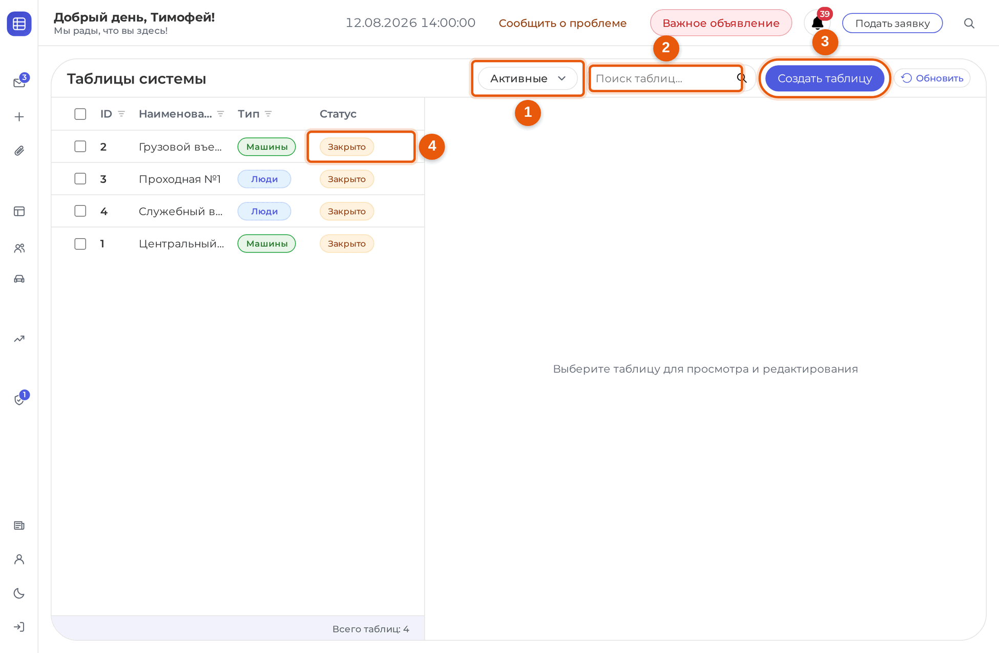 Добрый день, Тимофей!
Мы рады, что вы здесь!
12.08.2026 14:00:00
Сообщить о проблеме
Важное объявление
39
Подать заявку
2
3
Таблицы системы
Активные
Поиск таблиц...
Создать таблицу
Обновить
1
3
ID
Наименова...
Тип
Статус
2
Грузовой въе...
Машины
Закрыто
4
3
Проходная №1
Люди
Закрыто
4
Служебный в...
Люди
Закрыто
1
Центральный...
Машины
Закрыто
Выберите таблицу для просмотра и редактирования
1
Всего таблиц: 4